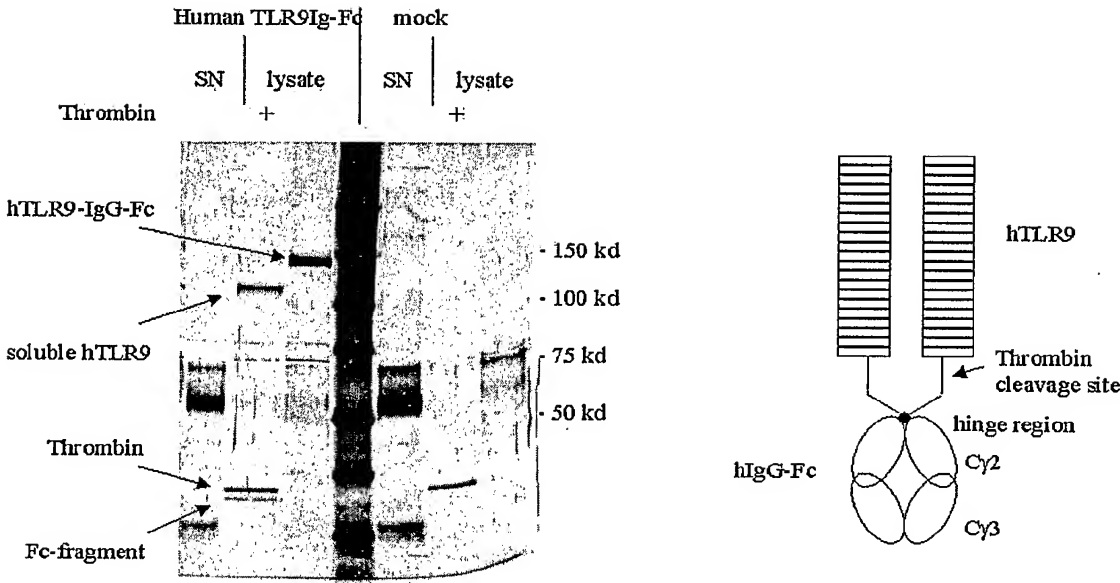 Human TLR9Ig-Fc mock
SN lysate SN lysate
Thrombin + +
hTLR9-IgG-Fc
- 150 kd
- 100 kd
soluble hTLR9
- 75 kd
- 50 kd
Thrombin
Fc-fragment
hTLR9
Thrombin
cleavage site
hinge region
hIgG-Fc
Cγ2
Cγ3